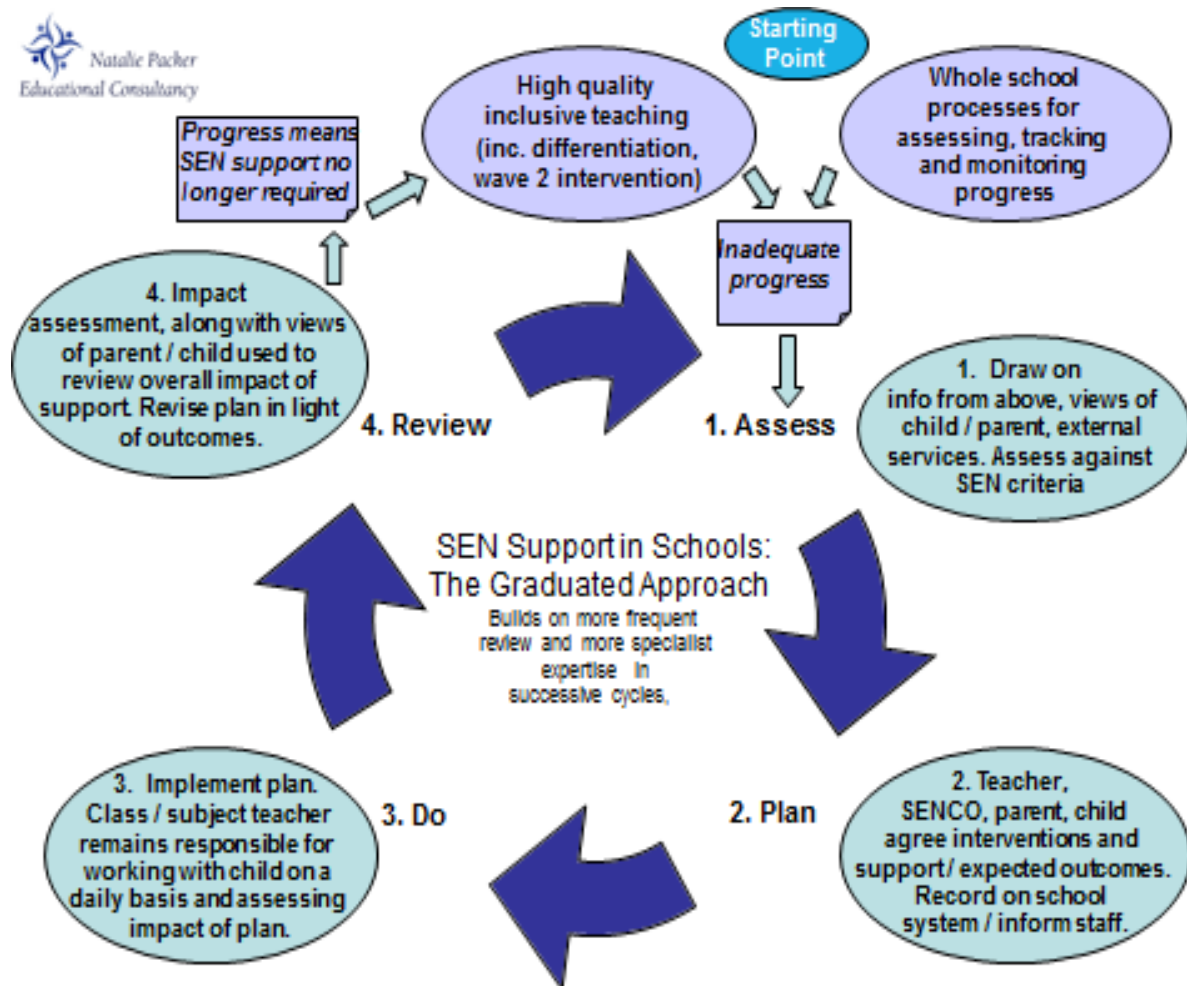 Natalie Packer
Educational Consultancy
Starting
Point
High quality
inclusive teaching
(inc. differentiation,
wave 2 intervention)
Whole school
processes for
assessing, tracking
and monitoring
progress
Progress means
SEN support no
longer required
Inadequate
progress
4. Impact
assessment, along with views
of parent / child used to
review overall impact of
support. Revise plan in light
of outcomes.
4. Review
1. Assess
1. Draw on
info from above, views of
child / parent, external
services. Assess against
SEN criteria
SEN Support in Schools:
The Graduated Approach
Builds on more frequent
review and more specialist
expertise in
successive cycles,
3. Implement plan.
Class / subject teacher
remains responsible for
working with child on a
daily basis and assessing
impact of plan.
3. Do
2. Plan
2. Teacher,
SENCO, parent, child
agree interventions and
support / expected outcomes.
Record on school
system / inform staff.